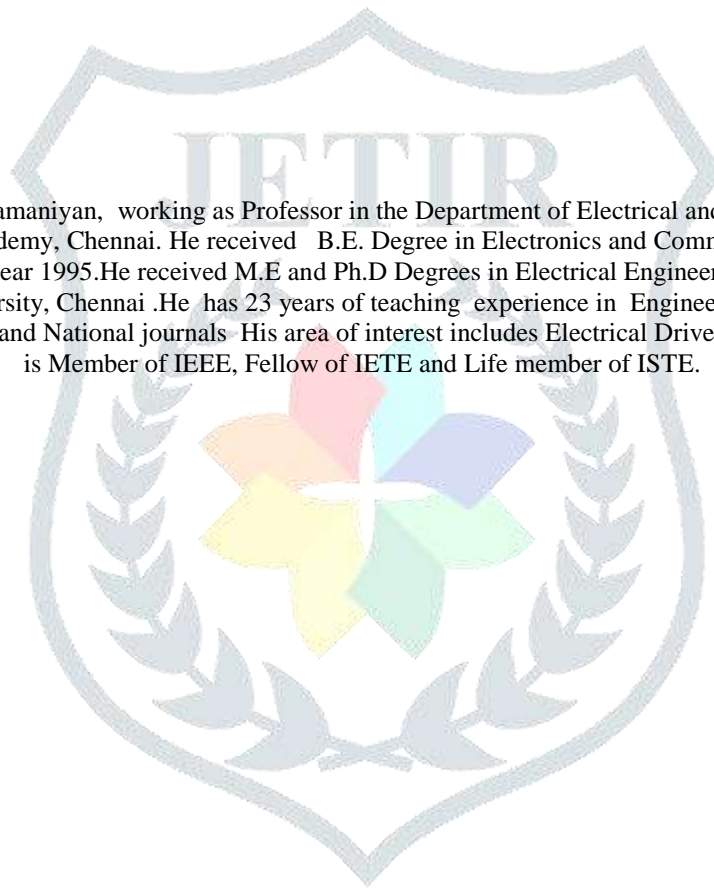 JETIR
amaniyan, working as Professor in the Department of Electrical and
demy, Chennai. He received B.E. Degree in Electronics and Comm
ear 1995.He received M.E and Ph.D Degrees in Electrical Engineer
rsity, Chennai .He has 23 years of teaching experience in Enginee
and National journals His area of interest includes Electrical Drive
is Member of IEEE, Fellow of IETE and Life member of ISTE.